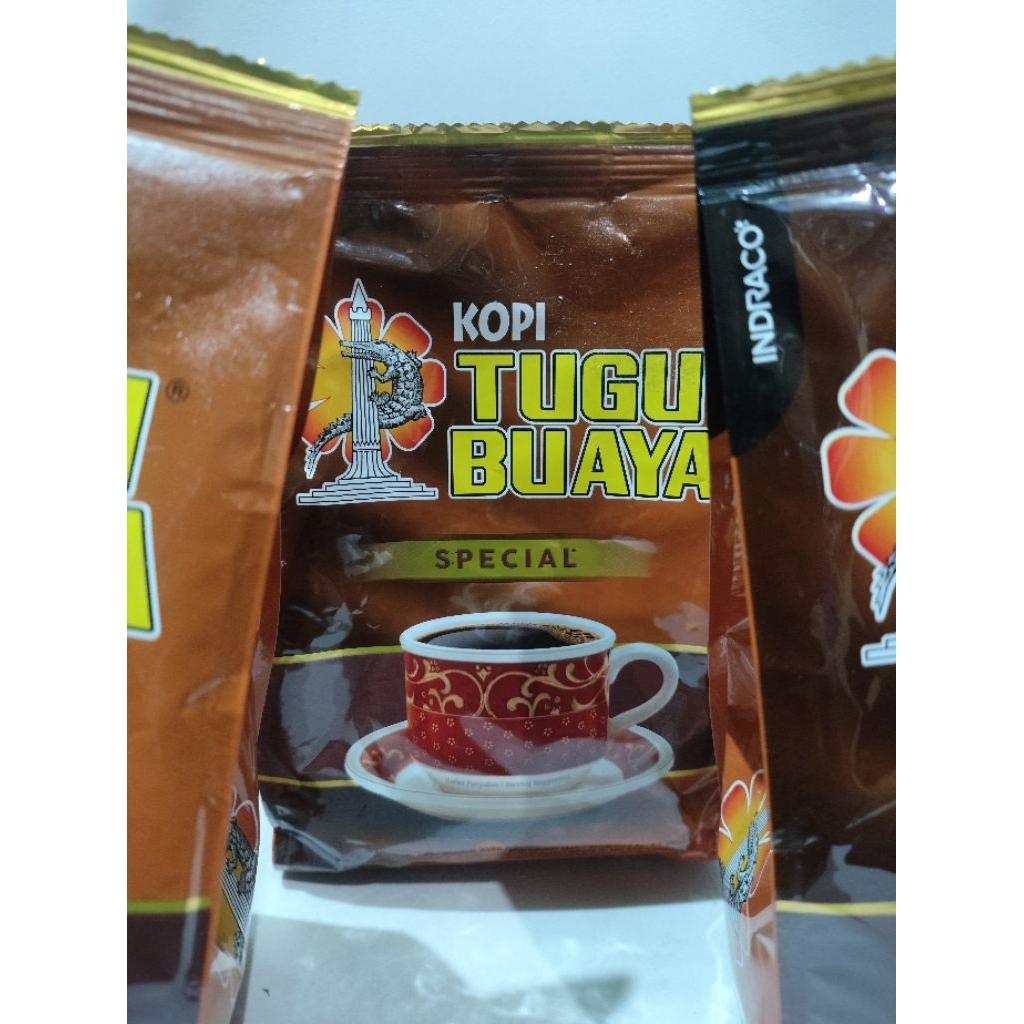 KOPI
TUGU
BUAYA
SPECIAL
INDRACO
®